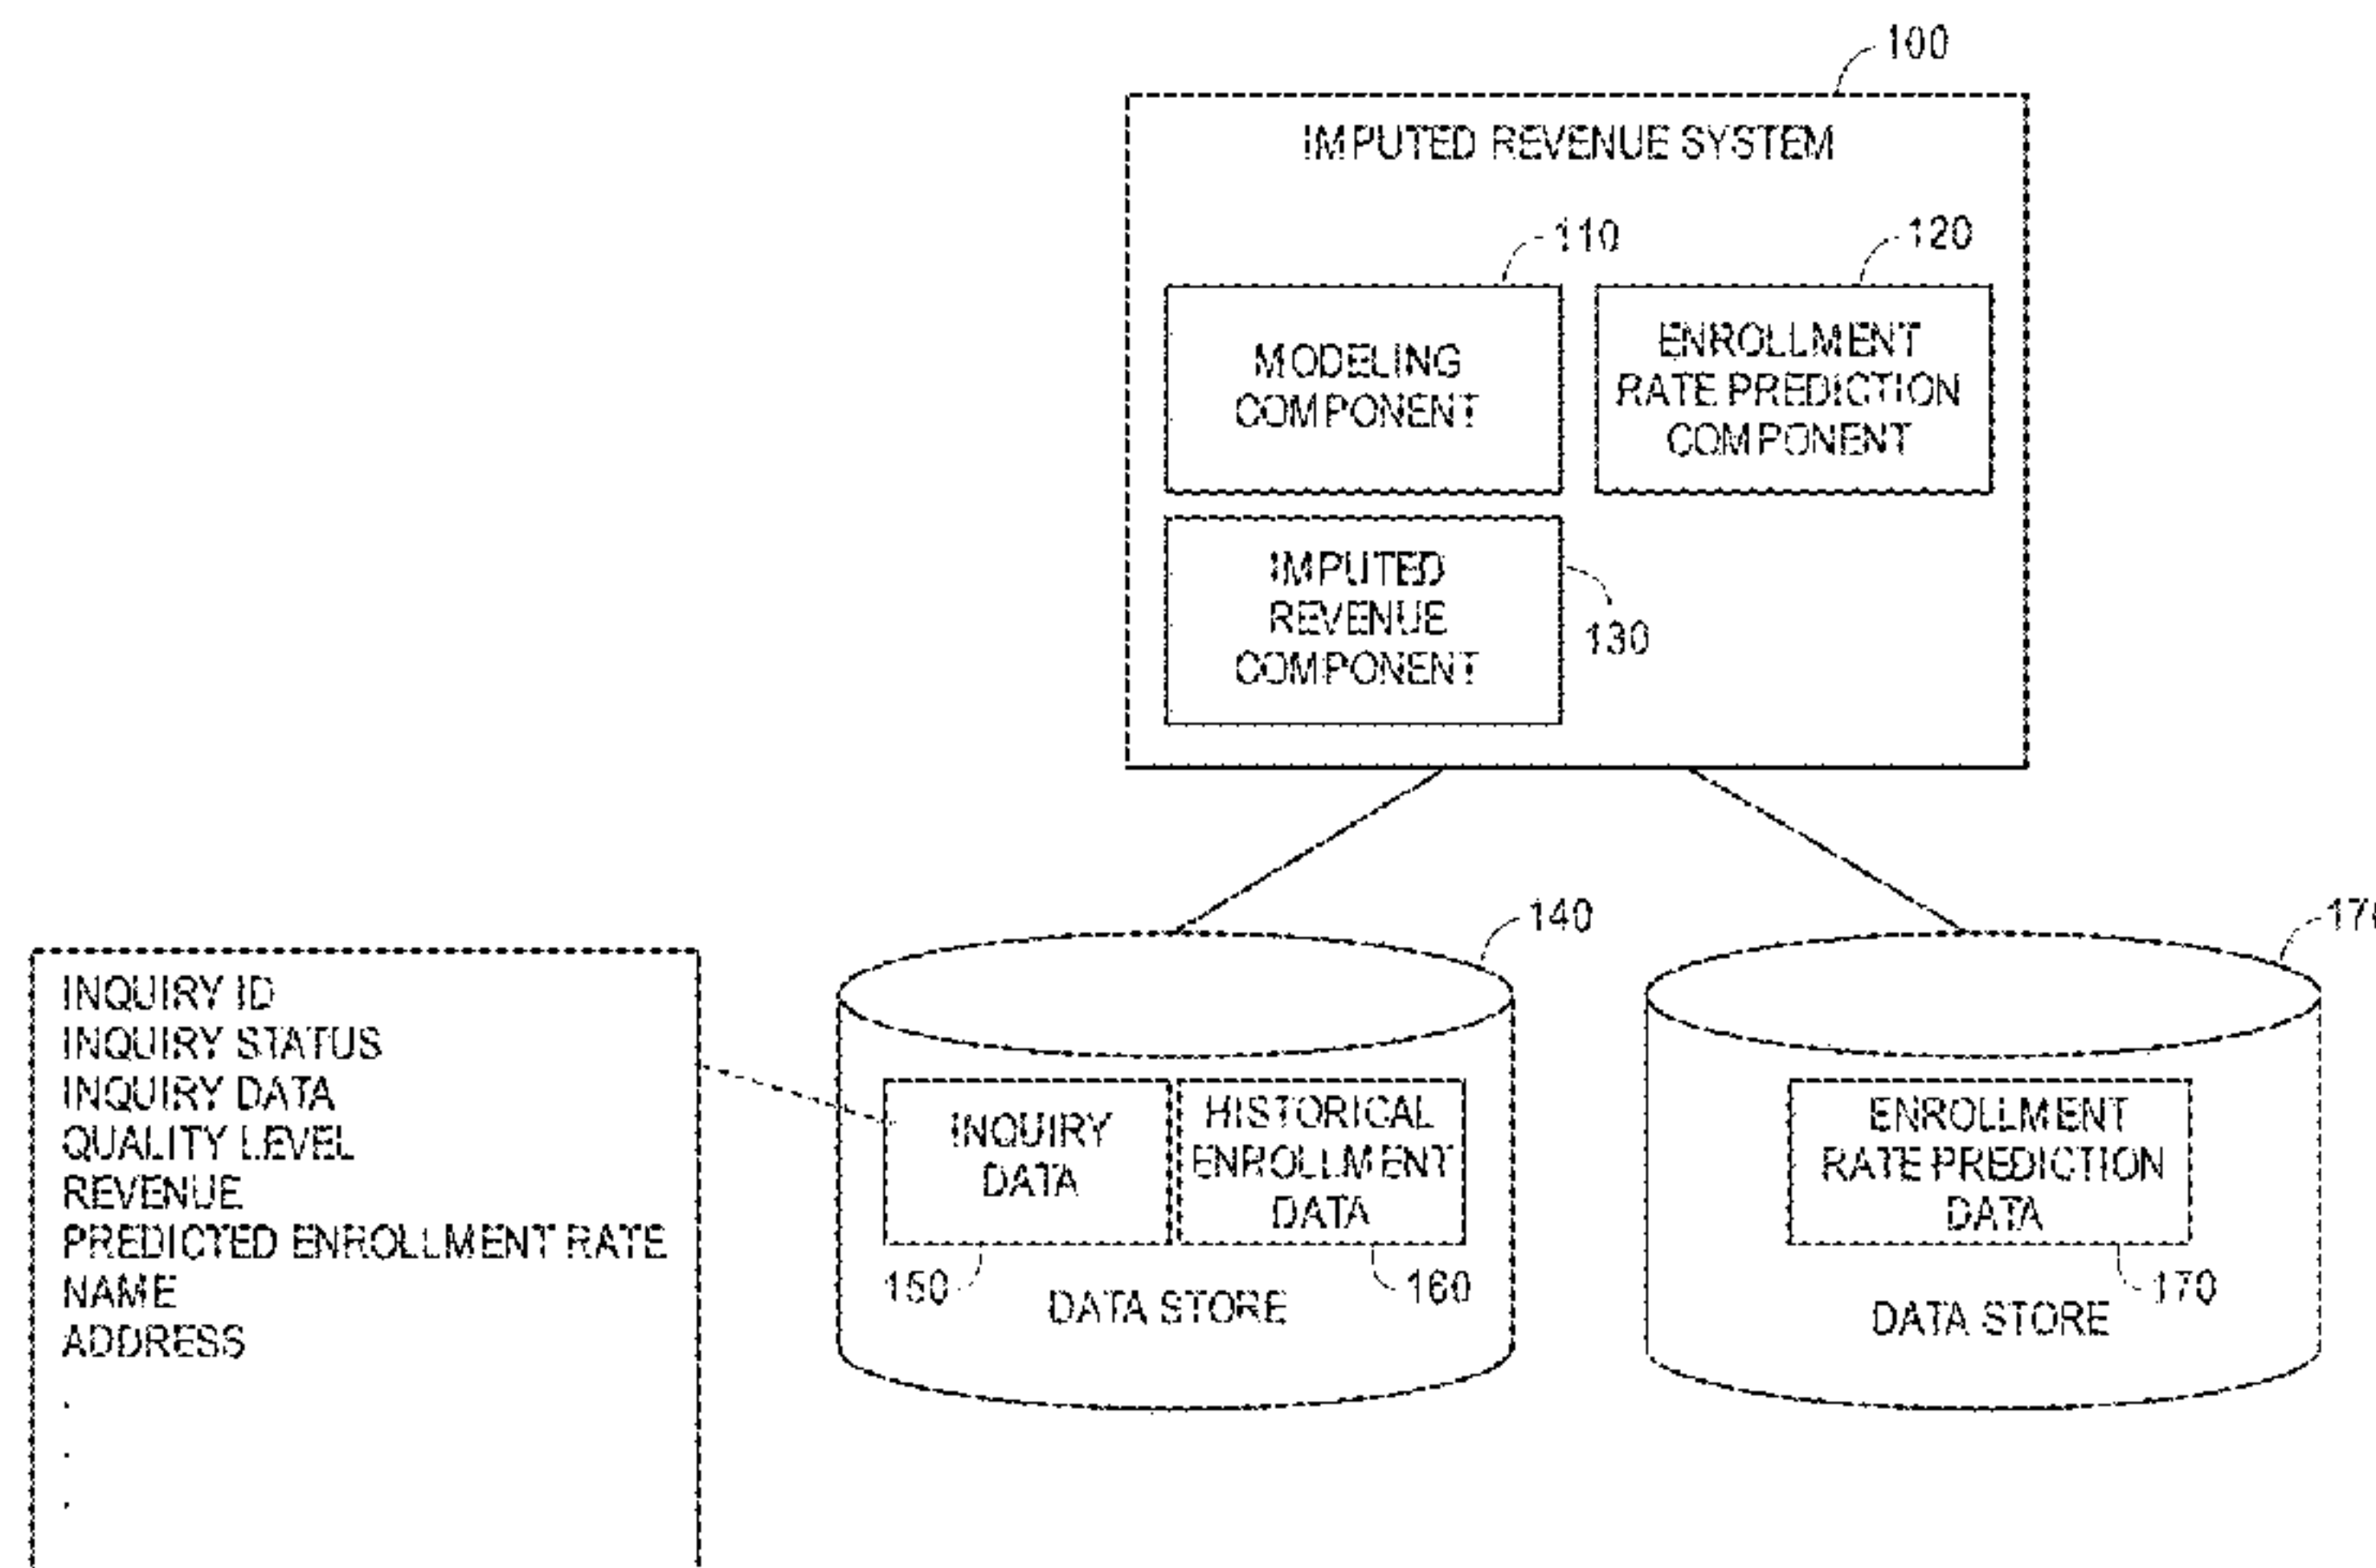 100
IMPUTED REVENUE SYSTEM
110
120
MODELING
COMPONENT
ENROLLMENT
RATE PREDICTION
COMPONENT
IMPUTED
REVENUE
COMPONENT
130
140
INQUIRY ID
INQUIRY STATUS
INQUIRY DATA
QUALITY LEVEL
REVENUE
PREDICTED ENROLLMENT RATE
NAME
ADDRESS
.
.
.
INQUIRY
DATA
150
HISTORICAL
ENROLLMENT
DATA
160
DATA STORE
ENROLLMENT
RATE PREDICTION
DATA
170
DATA STORE